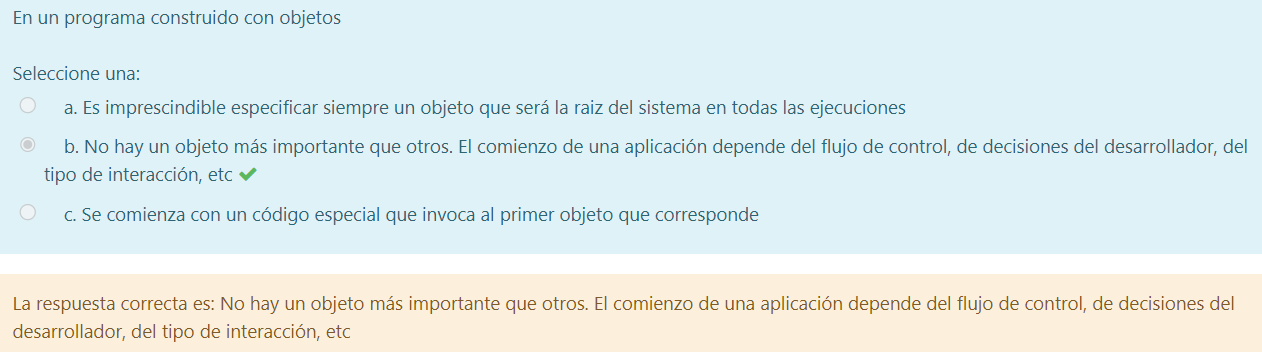 En un programa construido con objetos
Seleccione una:
a. Es imprescindible especificar siempre un objeto que será la raiz del sistema en todas las ejecuciones
b. No hay un objeto más importante que otros. El comienzo de una aplicación depende del flujo de control, de decisiones del desarrollador, del
tipo de interacción, etc
c. Se comienza con un código especial que invoca al primer objeto que corresponde
La respuesta correcta es: No hay un objeto más importante que otros. El comienzo de una aplicación depende del flujo de control, de decisiones del
desarrollador, del tipo de interacción, etc